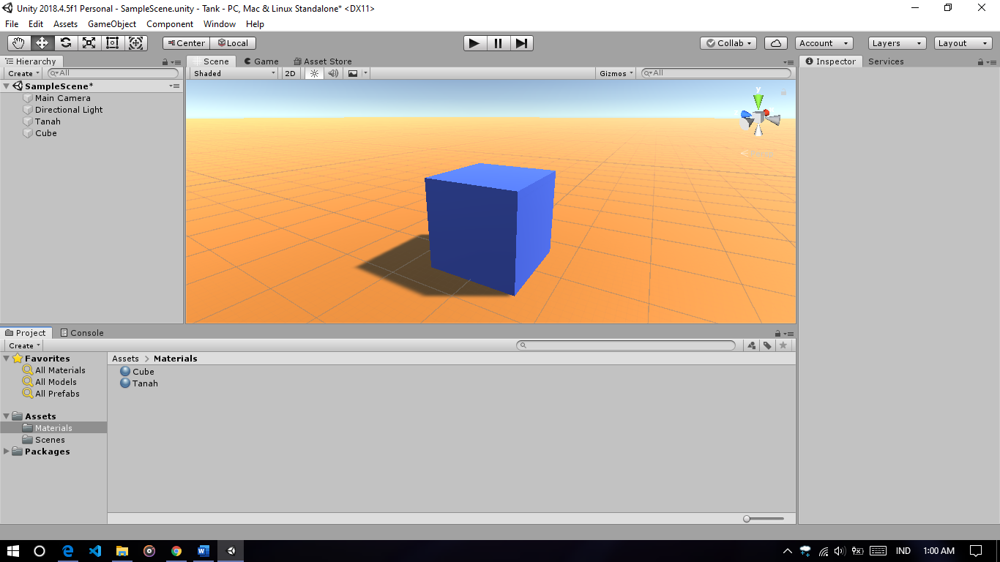 Unity 2018.4.5f1 Personal - SampleScene.unity - Tank - PC, Mac & Linux Standalone* <DX11>
File Edit Assets GameObject Component Window Help
Center Local Collab Account Layers Layout
Hierarchy Scene Game Asset Store Inspector Services
Create All Shaded 2D Gizmos All
SampleScene*
Main Camera
Directional Light
Tanah
Cube
y
Project Console
Create
Favorites
All Materials
All Models
All Prefabs
Assets
Materials
Scenes
Packages
Assets > Materials
Cube
Tanah
IND 1:00 AM